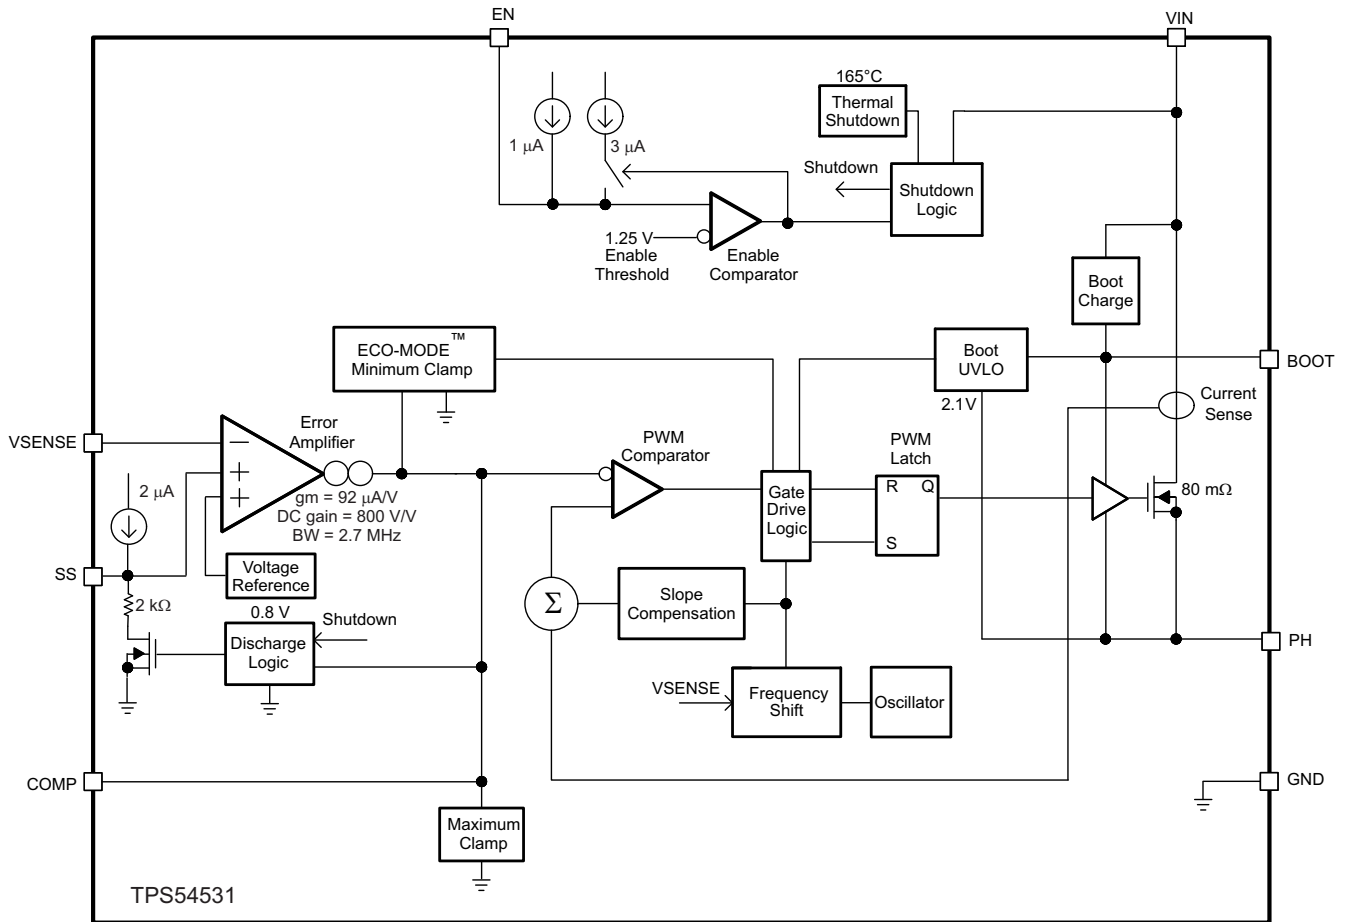 EN
VIN
165°C
Thermal
Shutdown
1 μA
3 μA
Shutdown
Shutdown
Logic
1.25 V
Enable
Threshold
Enable
Comparator
Boot
Charge
ECO-MODE™
Minimum Clamp
Boot
UVLO
2.1V
BOOT
Current
Sense
VSENSE
Error
Amplifier
PWM
Comparator
PWM
Latch
gm = 92 μA/V
DC gain = 800 V/V
BW = 2.7 MHz
2 μA
Gate
Drive
Logic
R Q
S
80 mΩ
SS
Voltage
Reference
2 kΩ
0.8 V
Shutdown
Discharge
Logic
Σ
Slope
Compensation
PH
VSENSE
Frequency
Shift
Oscillator
COMP
GND
Maximum
Clamp
TPS54531